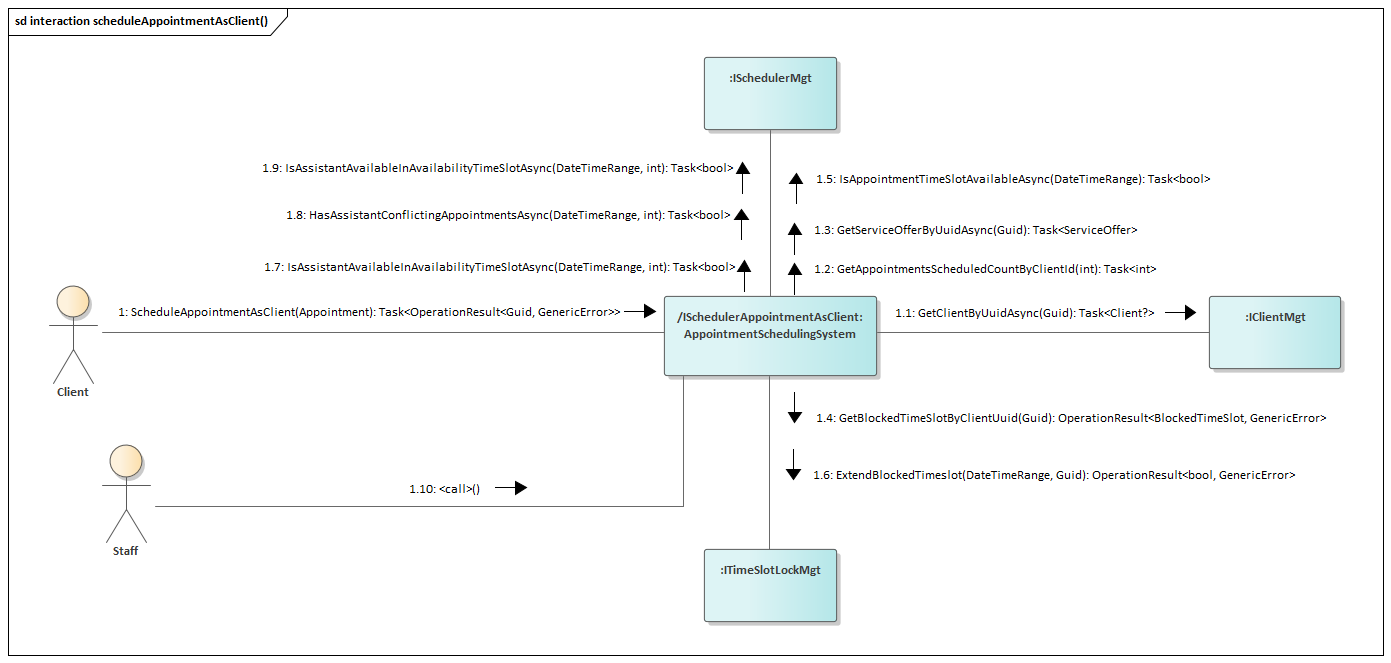 sd interaction scheduleAppointmentAsClient()
:ISchedulerMgt
1.9: IsAssistantAvailableInAvailabilityTimeSlotAsync(DateTimeRange, int): Task<bool>
1.5: IsAppointmentTimeSlotAvailableAsync(DateTimeRange): Task<bool>
1.8: HasAssistantConflictingAppointmentsAsync(DateTimeRange, int): Task<bool>
1.3: GetServiceOfferByUuidAsync(Guid): Task<ServiceOffer>
1.7: IsAssistantAvailableInAvailabilityTimeSlotAsync(DateTimeRange, int): Task<bool>
1.2: GetAppointmentsScheduledCountByClientId(int): Task<int>
1: ScheduleAppointmentAsClient(Appointment): Task<OperationResult<Guid, GenericError>>
/ISchedulerAppointmentAsClient:
AppointmentSchedulingSystem
1.1: GetClientByUuidAsync(Guid): Task<Client?>
:IClientMgt
Client
1.4: GetBlockedTimeSlotByClientUuid(Guid): OperationResult<BlockedTimeSlot, GenericError>
1.6: ExtendBlockedTimeslot(DateTimeRange, Guid): OperationResult<bool, GenericError>
1.10: <call>()
Staff
:ITimeSlotLockMgt